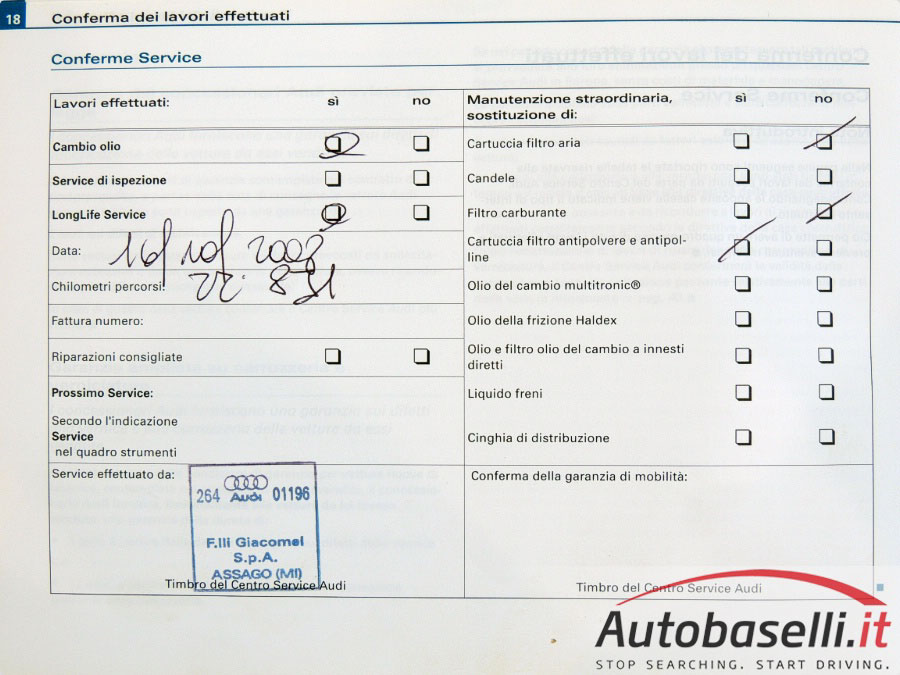 18 Conferma dei lavori effettuati
Conferme Service
Lavori effettuati: sì no
Cambio olio
Service di ispezione
LongLife Service
Data: 16/10/2007
Chilometri percorsi: 22.871
Fattura numero:
Riparazioni consigliate
Prossimo Service:
Secondo l'indicazione
Service
nel quadro strumenti
Service effettuato da:
264 Audi 01196
F.lli Giacomel
S.p.A.
ASSAGO (MI)
Timbro del Centro Service Audi
Manutenzione straordinaria, sì no
sostituzione di:
Cartuccia filtro aria
Candele
Filtro carburante
Cartuccia filtro antipolvere e antipol-
line
Olio del cambio multitronic®
Olio della frizione Haldex
Olio e filtro olio del cambio a innesti
diretti
Liquido freni
Cinghia di distribuzione
Conferma della garanzia di mobilità:
Timbro del Centro Service Audi
Autobaselli.it
STOP SEARCHING. START DRIVING.